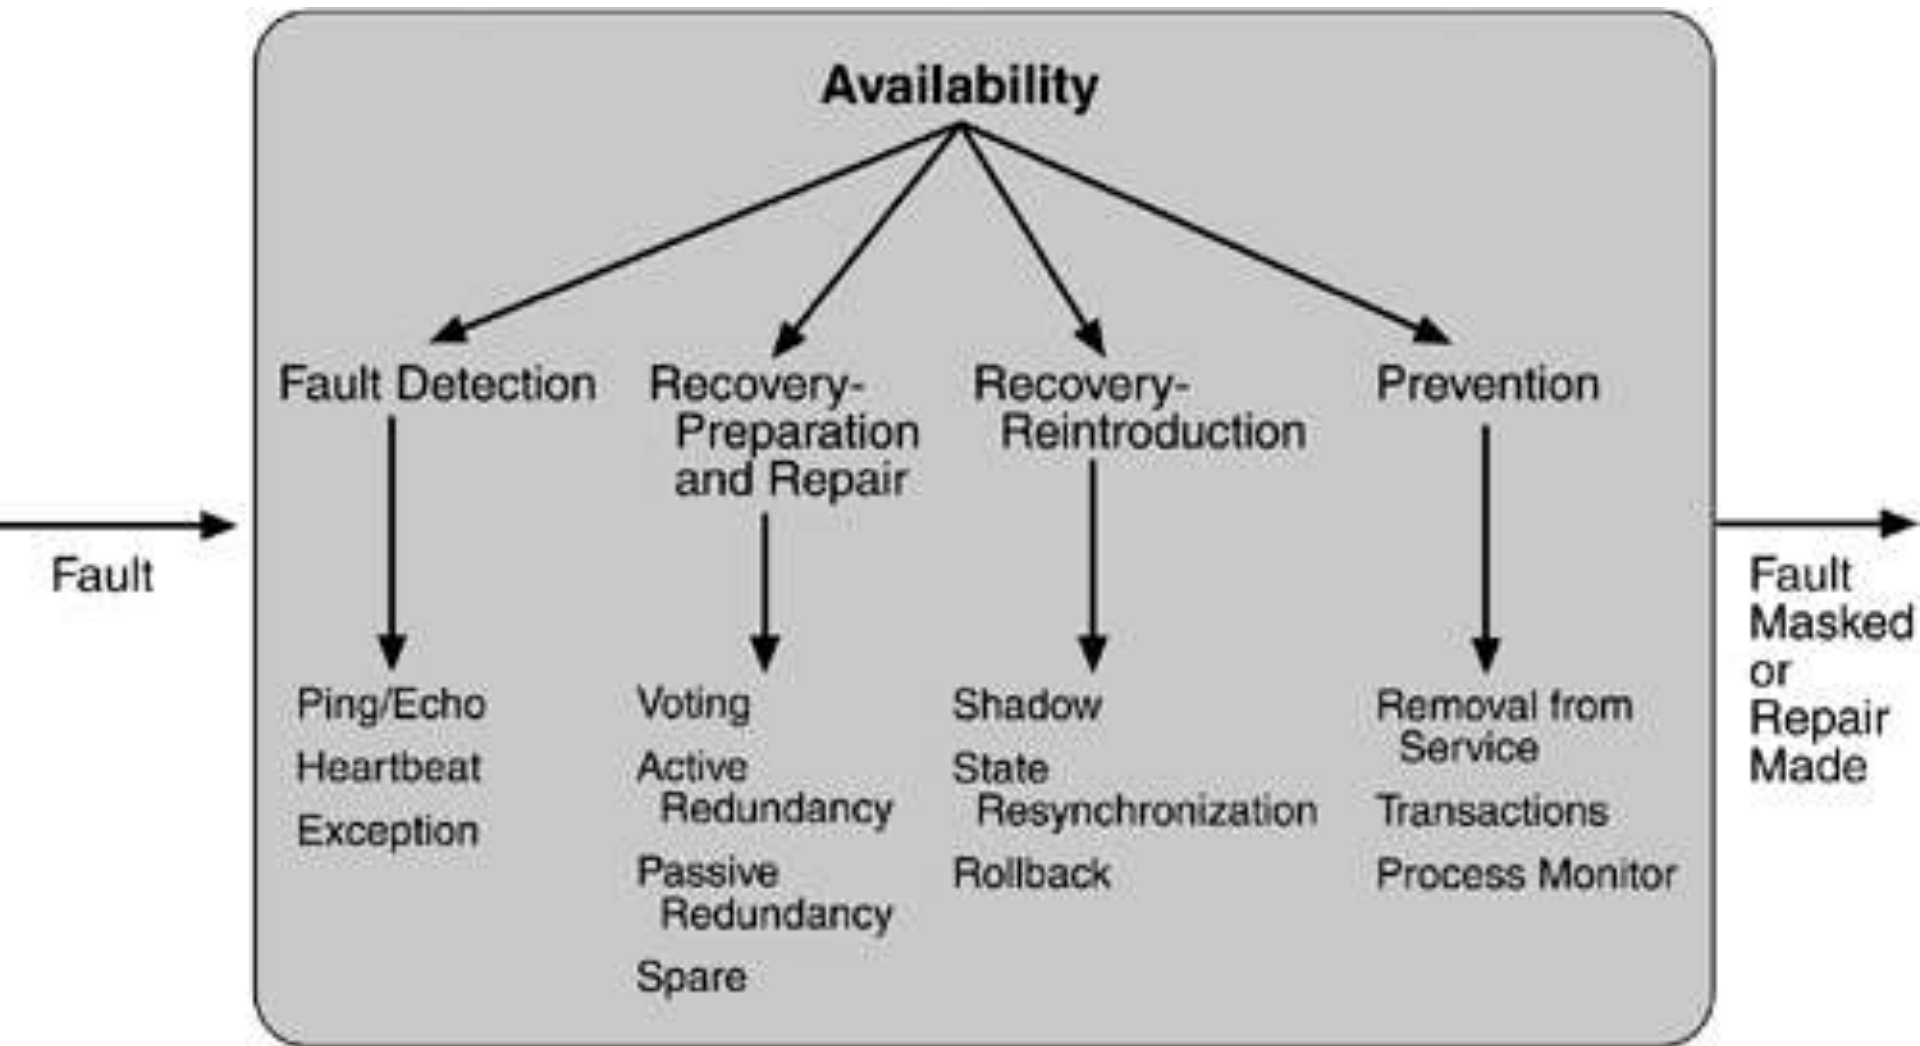 Availability
Fault Detection
Recovery-
Preparation
and Repair
Recovery-
Reintroduction
Prevention
Fault
Ping/Echo
Heartbeat
Exception
Voting
Active
Redundancy
Passive
Redundancy
Spare
Shadow
State
Resynchronization
Rollback
Removal from
Service
Transactions
Process Monitor
Fault
Masked
or
Repair
Made